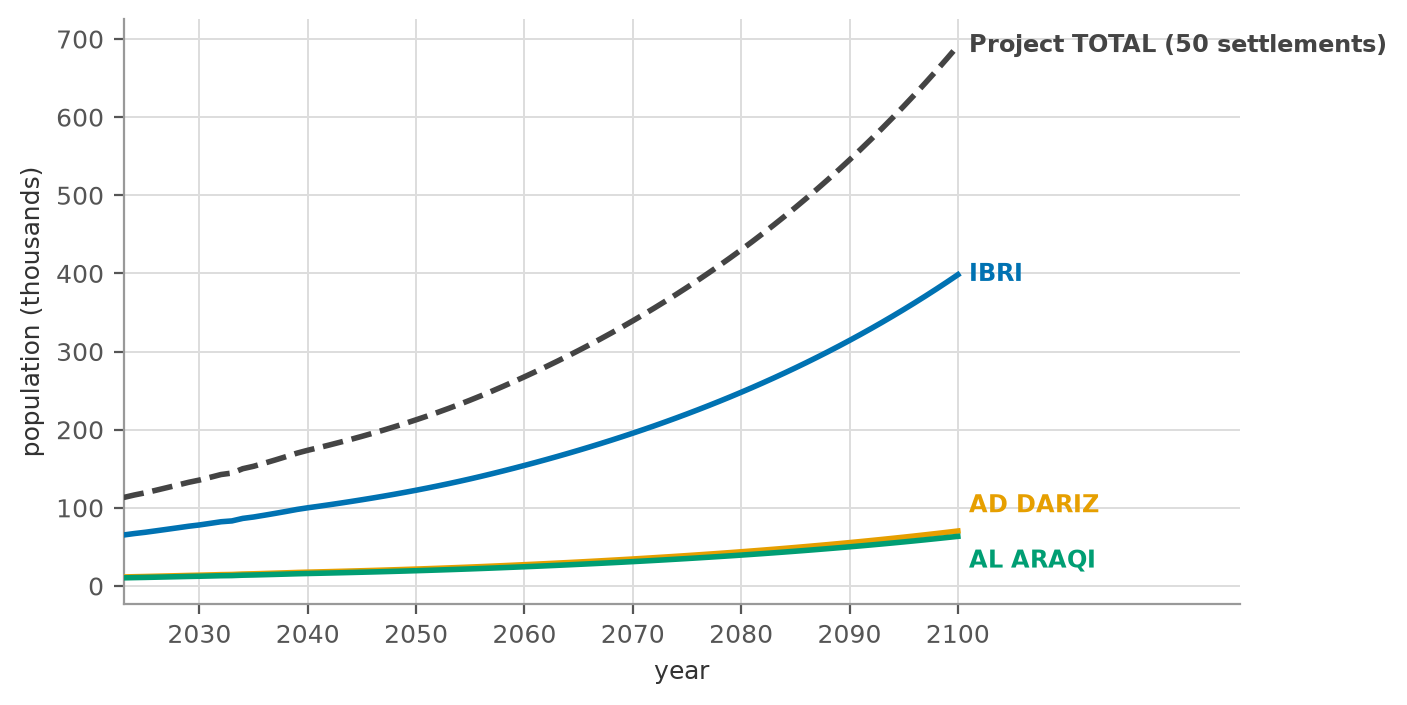 700
Project TOTAL (50 settlements)
600
500
400
IBRI
300
200
100
AD DARIZ
AL ARAQI
0
population (thousands)
2030 2040 2050 2060 2070 2080 2090 2100
year